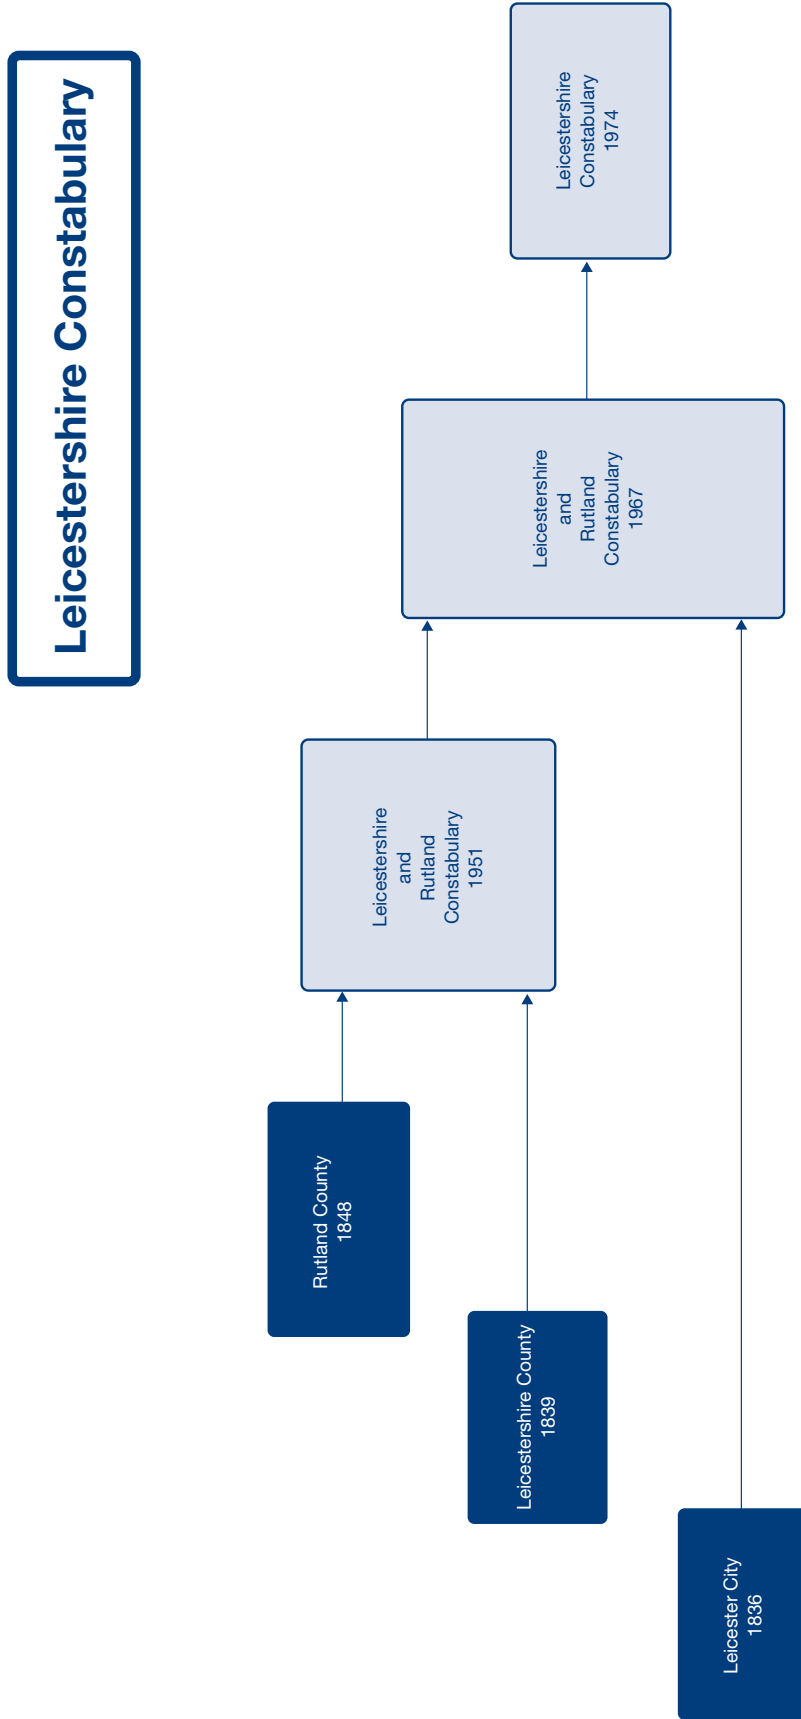 Leicestershire Constabulary
Rutland County
1848
Leicestershire County
1839
Leicester City
1836
Leicestershire
and
Rutland
Constabulary
1951
Leicestershire
and
Rutland
Constabulary
1967
Leicestershire
Constabulary
1974